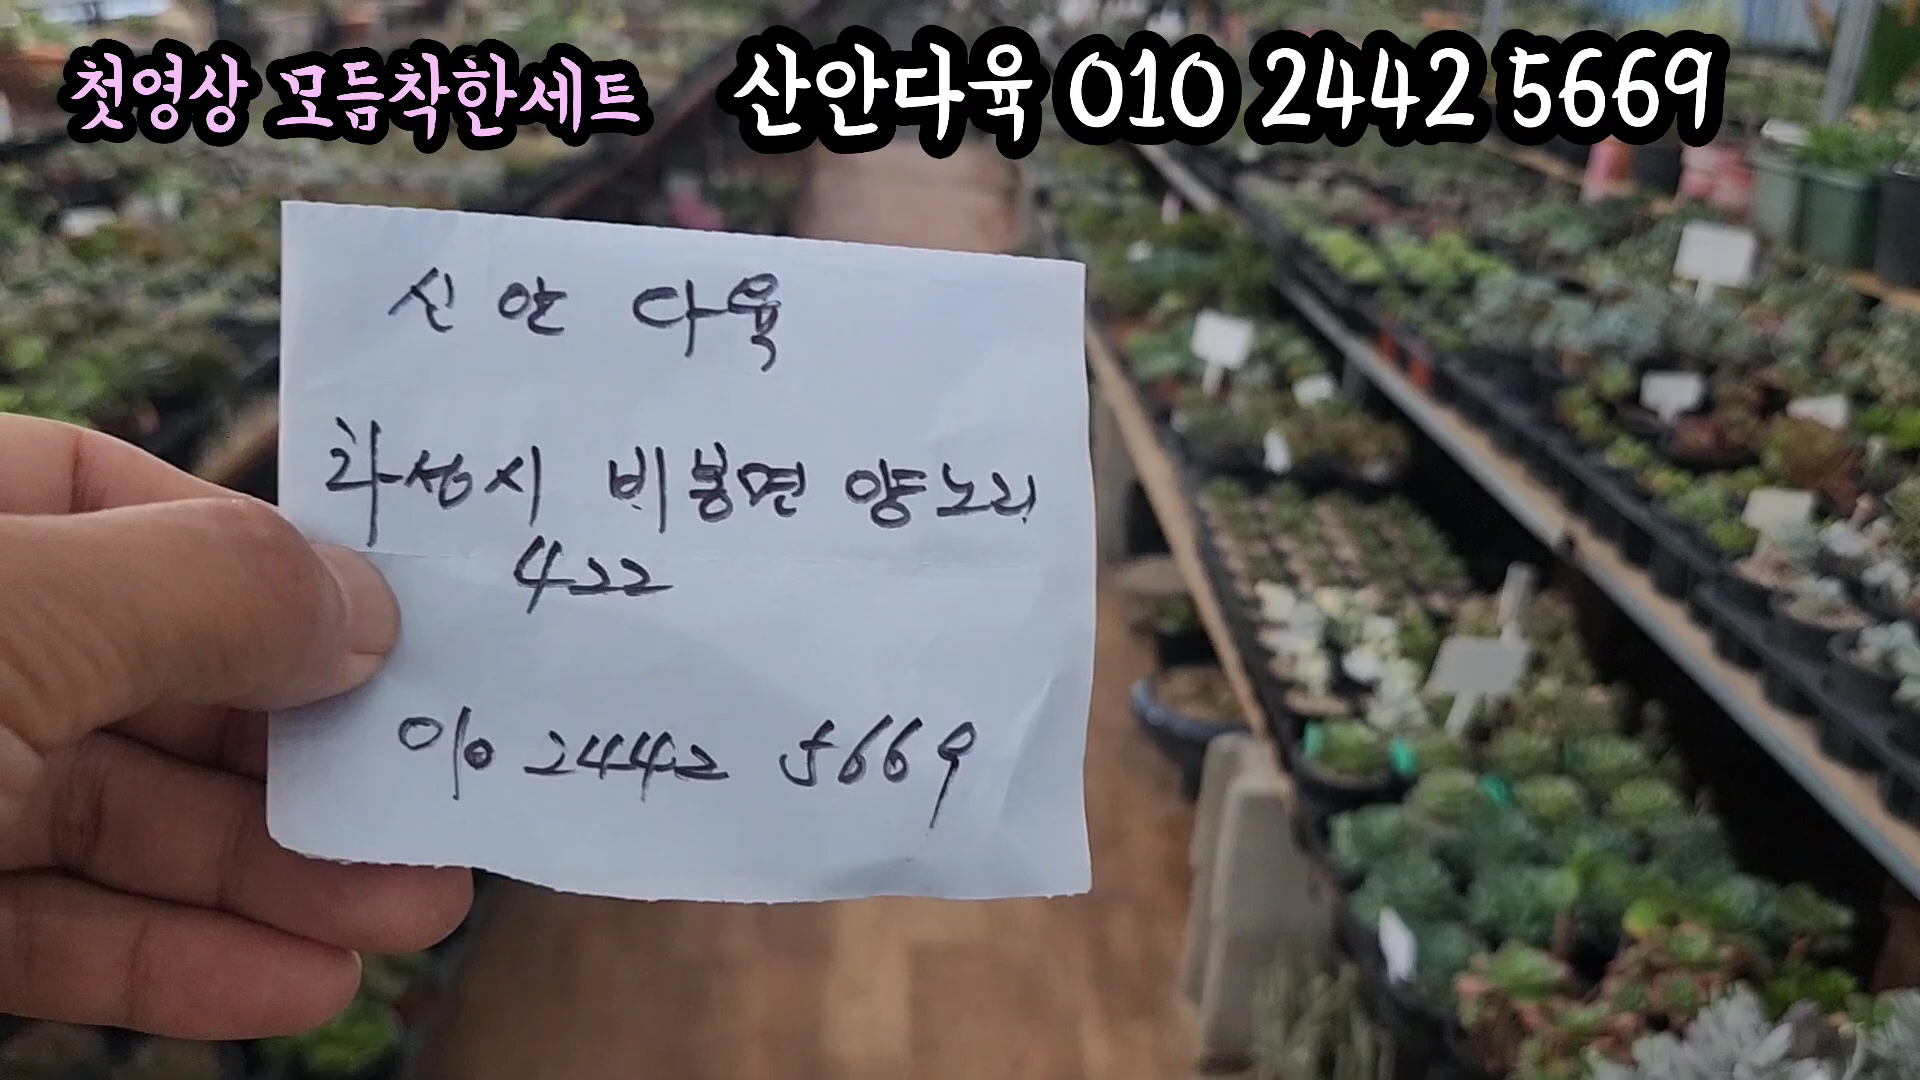 첫영상 모듬착한세트 산안다육 010 2442 5669
산안 다육
화성시 비봉면 양노리
422
010 2442 5669